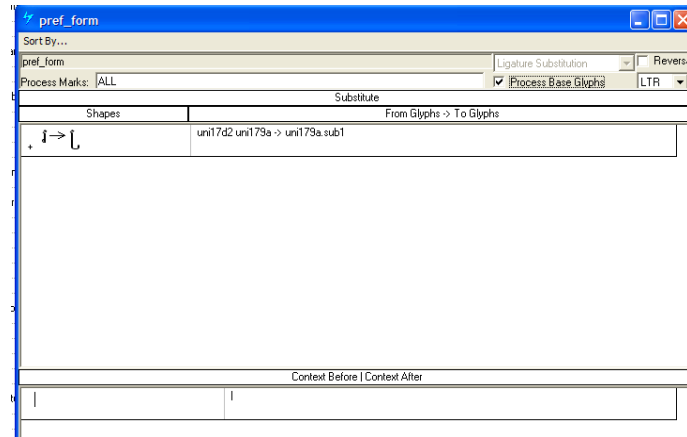 pref_form
Sort By...
pref_form Ligature Substitution Revers
Process Marks: ALL Process Base Glyphs LTR
Substitute
Shapes From Glyphs -> To Glyphs
uni17d2 uni179a -> uni179a.sub1
Context Before | Context After